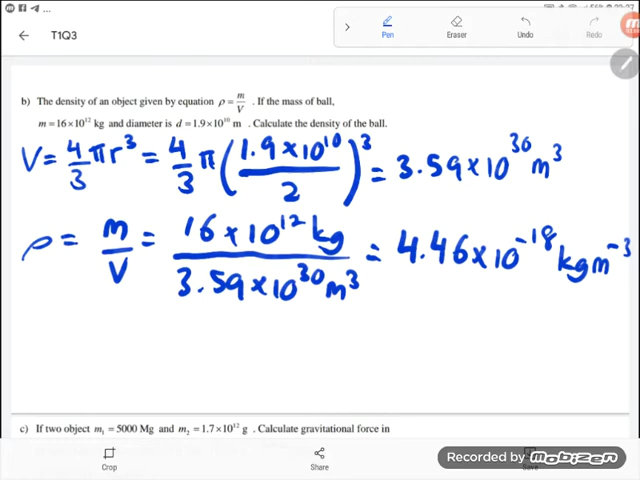 T1Q3
Pen
Eraser
Undo
Redo
b) The density of an object given by equation ρ = m/V . If the mass of ball,
m = 16×10¹² kg and diameter is d = 1.9×10¹⁰ m . Calculate the density of the ball.
V = 4/3 πr³ = 4/3 π (1.9 × 10¹⁰ / 2)³ = 3.59 × 10³⁰ m³
ρ = m/V = 16 × 10¹² kg / 3.59 × 10³⁰ m³ = 4.46 × 10⁻¹⁸ kg m⁻³
c) If two object m₁ = 5000 Mg and m₂ = 1.7×10¹² g . Calculate gravitational force in
Crop
Share
Save
Recorded by Mobizen